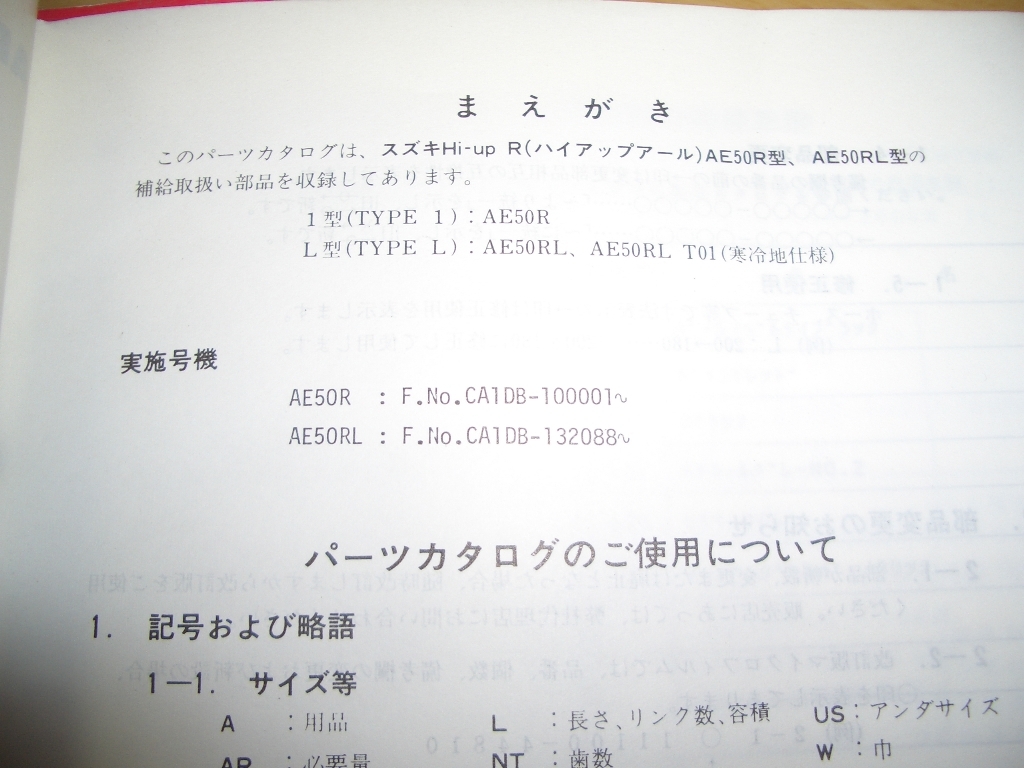 まえがき
このパーツカタログは、スズキHi-up R(ハイアップアール)AE50R型、AE50RL型の
補給取扱い部品を収録してあります。
1型(TYPE 1):AE50R
L型(TYPE L):AE50RL、AE50RL T01(寒冷地仕様)
実施号機
AE50R : F.No.CA1DB-100001~
AE50RL : F.No.CA1DB-132088~
パーツカタログのご使用について
1. 記号および略語
1-1. サイズ等
A :用品 L :長さ、リンク数、容積 US:アンダサイズ
AR :必要量 NT :歯数 W :巾